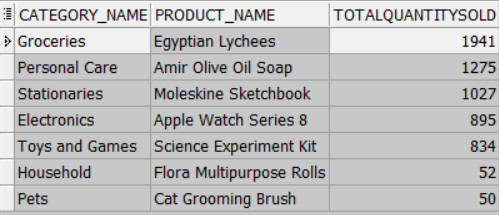 CATEGORY_NAME PRODUCT_NAME TOTALQUANTITYSOLD
Groceries Egyptian Lychees 1941
Personal Care Amir Olive Oil Soap 1275
Stationaries Moleskine Sketchbook 1027
Electronics Apple Watch Series 8 895
Toys and Games Science Experiment Kit 834
Household Flora Multipurpose Rolls 52
Pets Cat Grooming Brush 50